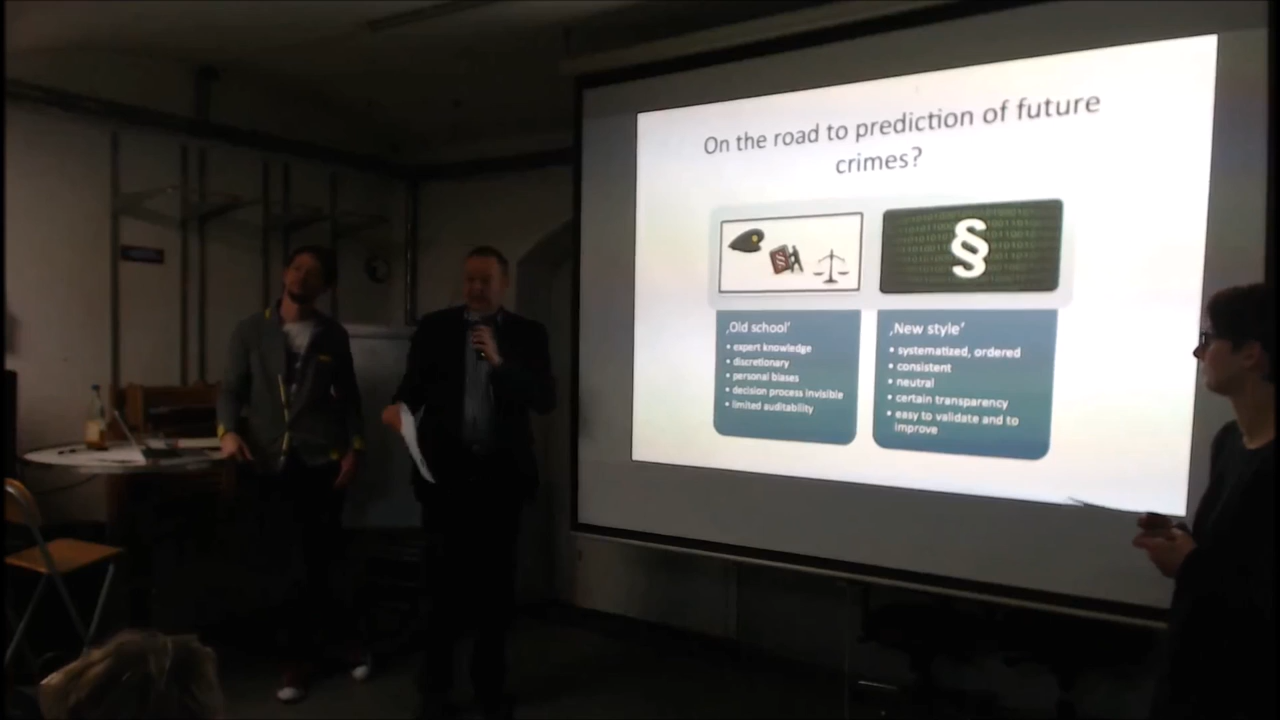 On the road to prediction of future
crimes?
§
§
‚Old school‘
• expert knowledge
• discretionary
• personal biases
• decision process invisible
• limited auditability
‚New style‘
• systematized, ordered
• consistent
• neutral
• certain transparency
• easy to validate and to
improve